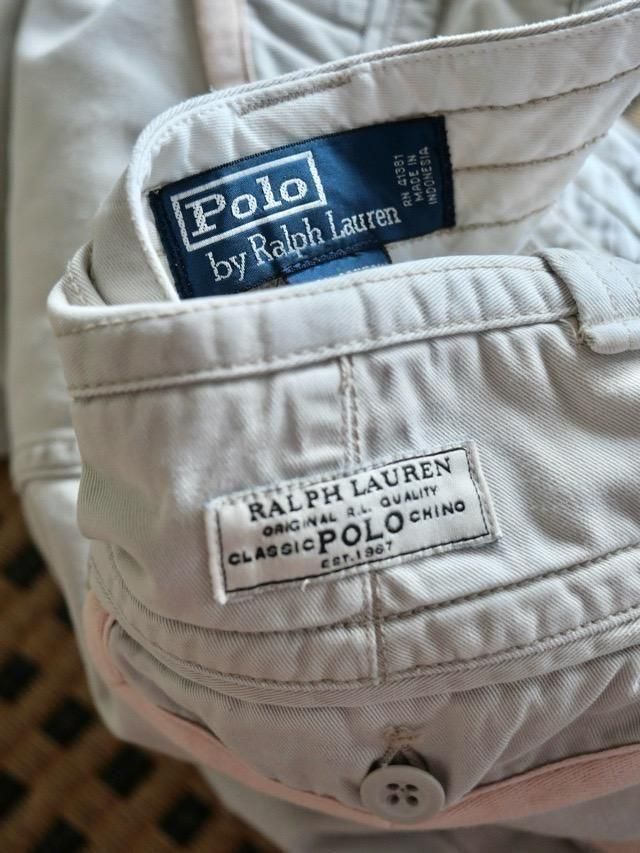 Polo
by Ralph Lauren
RN 41381
MADE IN
INDONESIA
RALPH LAUREN
ORIGINAL R.L. QUALITY
CLASSIC POLO CHINO
EST. 1967